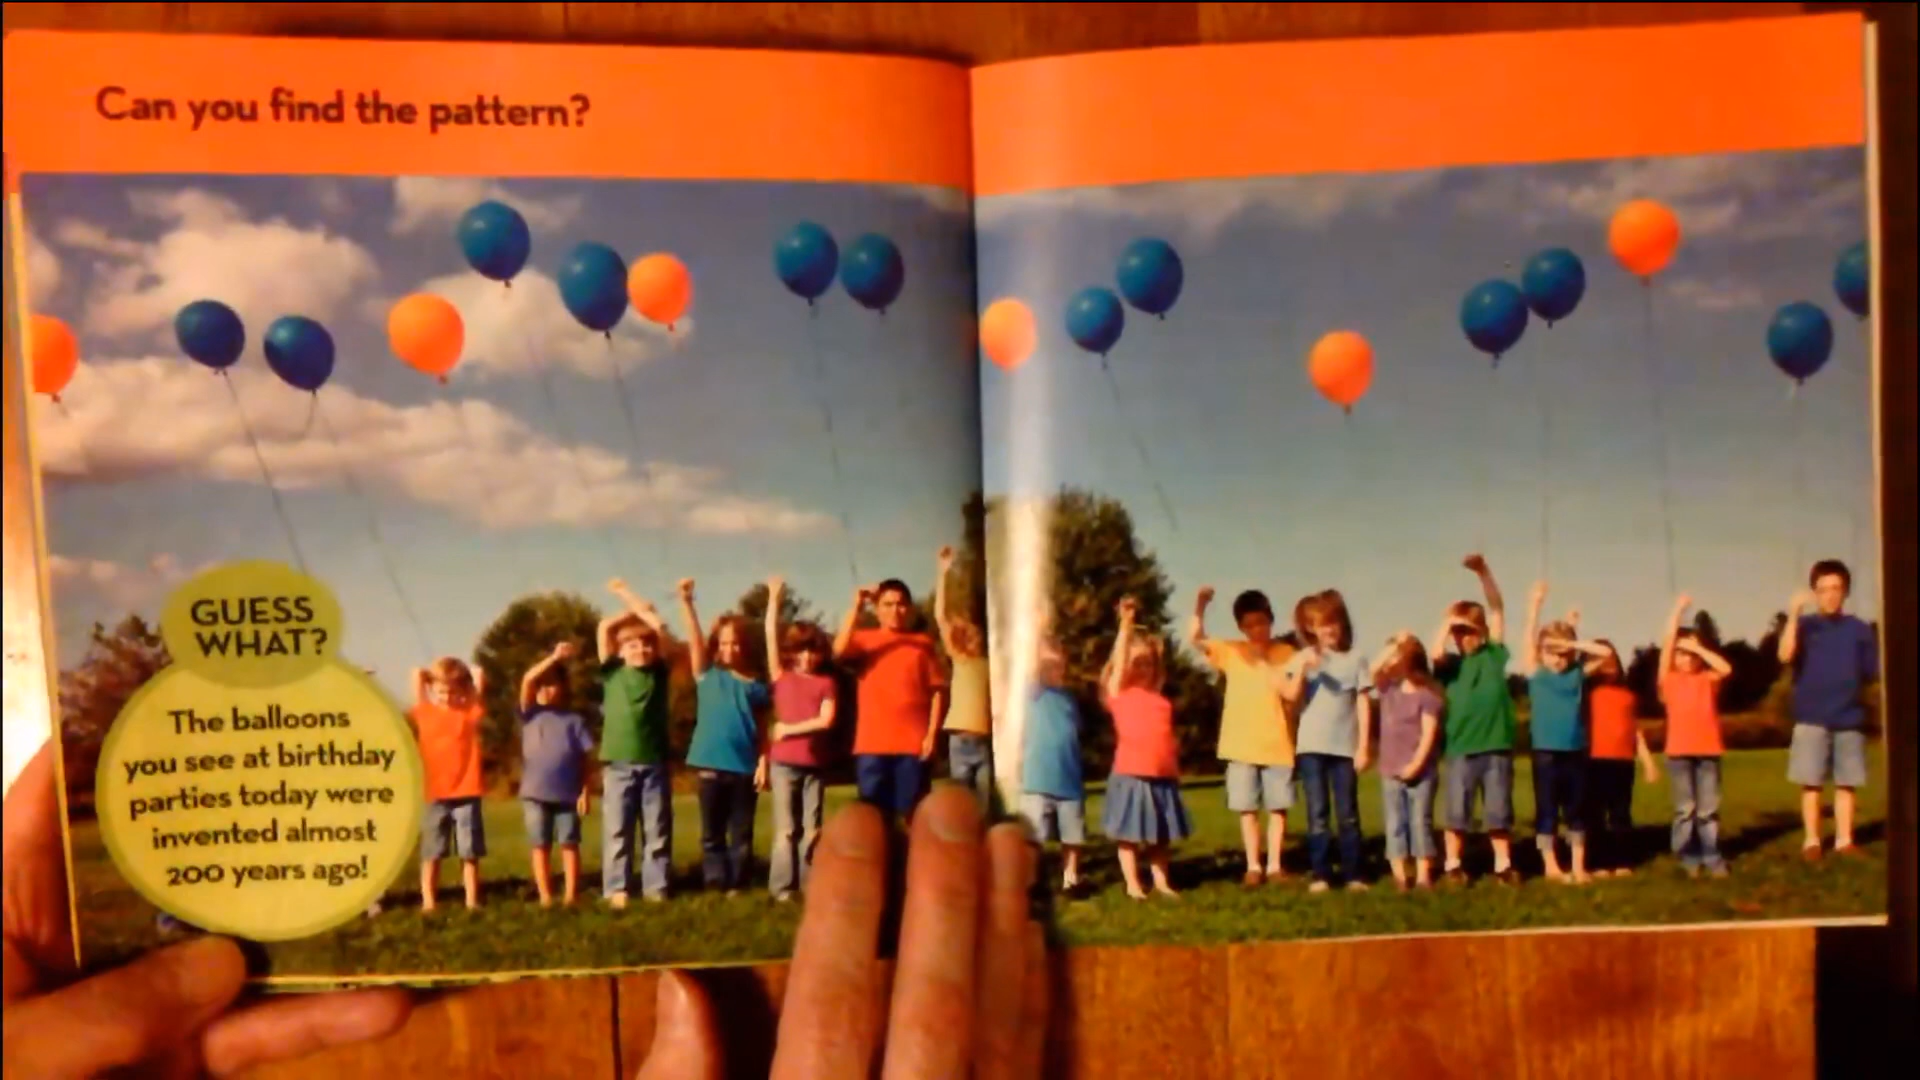 Can you find the pattern?
GUESS
WHAT?
The balloons
you see at birthday
parties today were
invented almost
200 years ago!